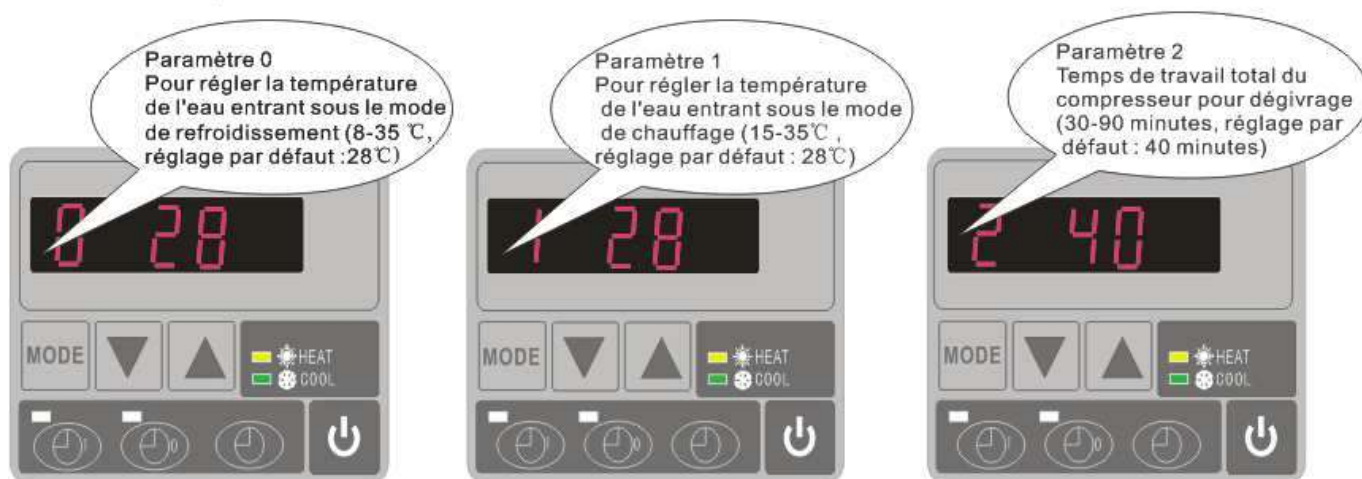 Paramètre 0
Pour régler la température
de l'eau entrant sous le mode
de refroidissement (8-35 ℃,
réglage par défaut :28℃)
0 28
MODE
HEAT
COOL
I
0
Paramètre 1
Pour régler la température
de l'eau entrant sous le mode
de chauffage (15-35℃ ,
réglage par défaut : 28℃)
1 28
MODE
HEAT
COOL
I
0
Paramètre 2
Temps de travail total du
compresseur pour dégivrage
(30-90 minutes, réglage par
défaut : 40 minutes)
2 40
MODE
HEAT
COOL
I
0